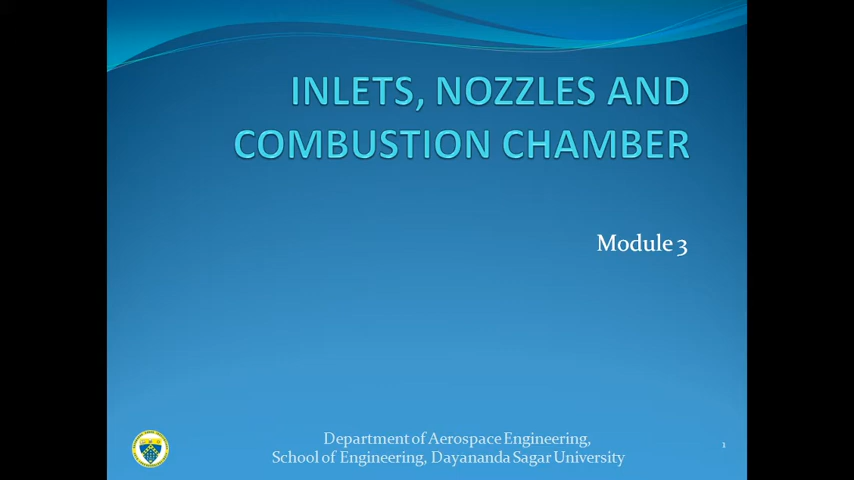 INLETS, NOZZLES AND
COMBUSTION CHAMBER
Module 3
Department of Aerospace Engineering,
School of Engineering, Dayananda Sagar University
1